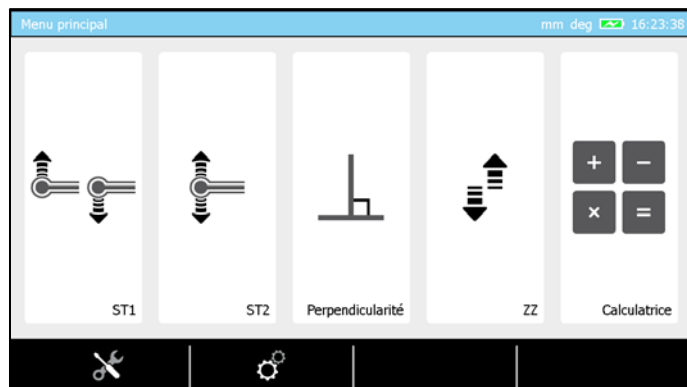 Menu principal mm deg 16:23:38
+ −
× =
ST1 ST2 Perpendicularité ZZ Calculatrice